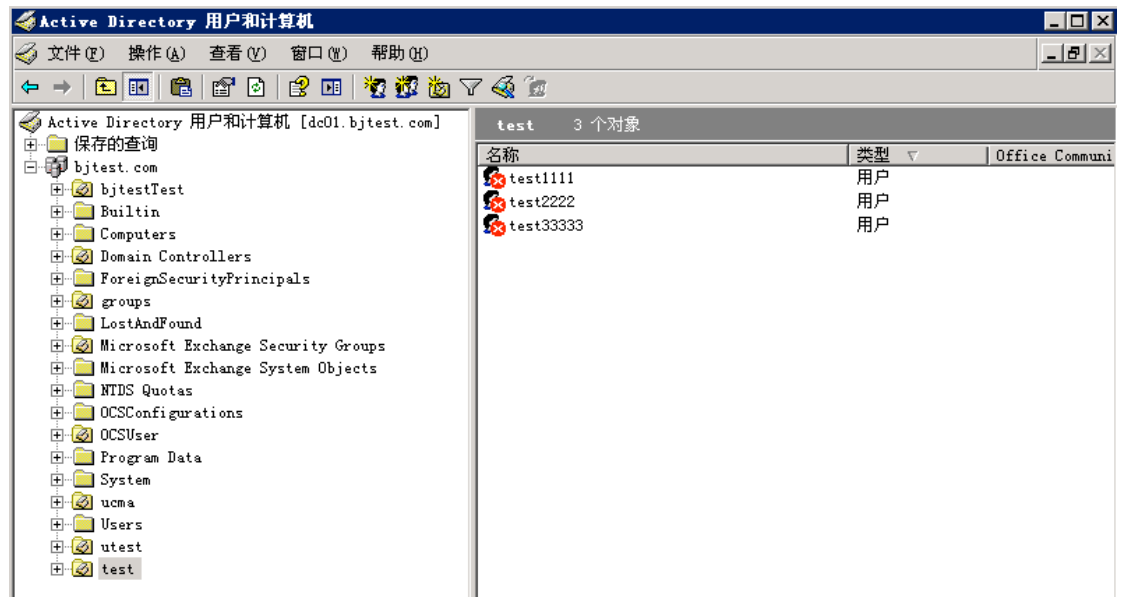 Active Directory 用户和计算机
文件(F) 操作(A) 查看(V) 窗口(W) 帮助(H)
Active Directory 用户和计算机 [dc01.bjtest.com]
保存的查询
bjtest.com
bjtestTest
Builtin
Computers
Domain Controllers
ForeignSecurityPrincipals
groups
LostAndFound
Microsoft Exchange Security Groups
Microsoft Exchange System Objects
NTDS Quotas
OCSConfigurations
OCSUser
Program Data
System
ucma
Users
utest
test
test 3 个对象
名称 类型 Office Communi
test1111 用户
test2222 用户
test33333 用户